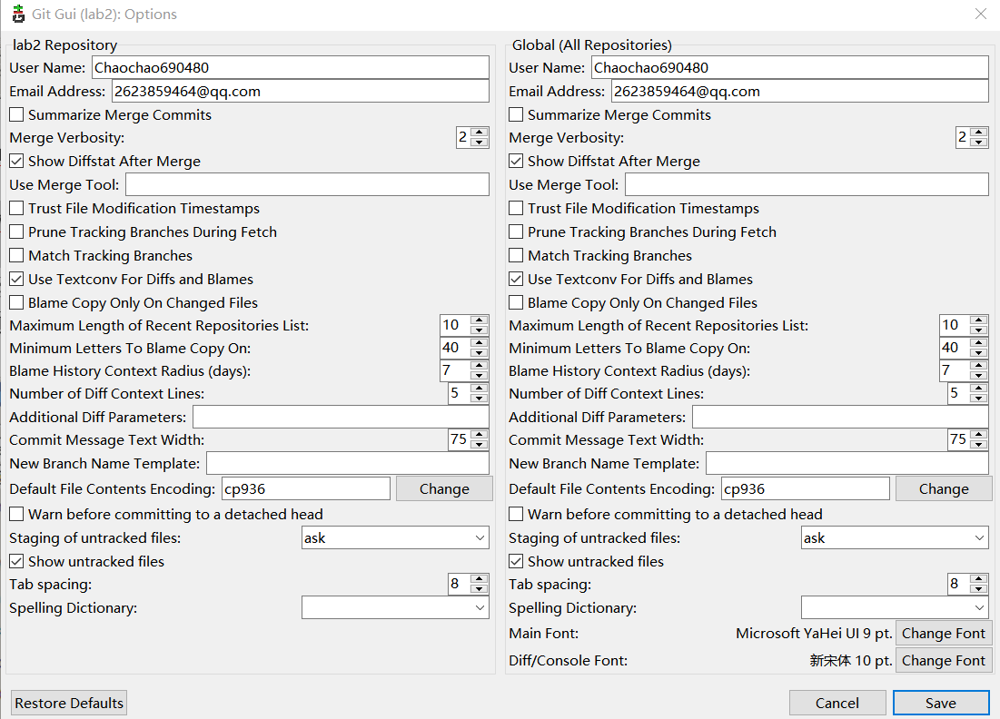 Git Gui (lab2): Options
lab2 Repository
User Name: Chaochao690480
Email Address: 2623859464@qq.com
Summarize Merge Commits
Merge Verbosity: 2
Show Diffstat After Merge
Use Merge Tool:
Trust File Modification Timestamps
Prune Tracking Branches During Fetch
Match Tracking Branches
Use Textconv For Diffs and Blames
Blame Copy Only On Changed Files
Maximum Length of Recent Repositories List: 10
Minimum Letters To Blame Copy On: 40
Blame History Context Radius (days): 7
Number of Diff Context Lines: 5
Additional Diff Parameters:
Commit Message Text Width: 75
New Branch Name Template:
Default File Contents Encoding: cp936 Change
Warn before committing to a detached head
Staging of untracked files: ask
Show untracked files
Tab spacing: 8
Spelling Dictionary:
Global (All Repositories)
User Name: Chaochao690480
Email Address: 2623859464@qq.com
Summarize Merge Commits
Merge Verbosity: 2
Show Diffstat After Merge
Use Merge Tool:
Trust File Modification Timestamps
Prune Tracking Branches During Fetch
Match Tracking Branches
Use Textconv For Diffs and Blames
Blame Copy Only On Changed Files
Maximum Length of Recent Repositories List: 10
Minimum Letters To Blame Copy On: 40
Blame History Context Radius (days): 7
Number of Diff Context Lines: 5
Additional Diff Parameters:
Commit Message Text Width: 75
New Branch Name Template:
Default File Contents Encoding: cp936 Change
Warn before committing to a detached head
Staging of untracked files: ask
Show untracked files
Tab spacing: 8
Spelling Dictionary:
Main Font: Microsoft YaHei UI 9 pt. Change Font
Diff/Console Font: 新宋体 10 pt. Change Font
Restore Defaults Cancel Save